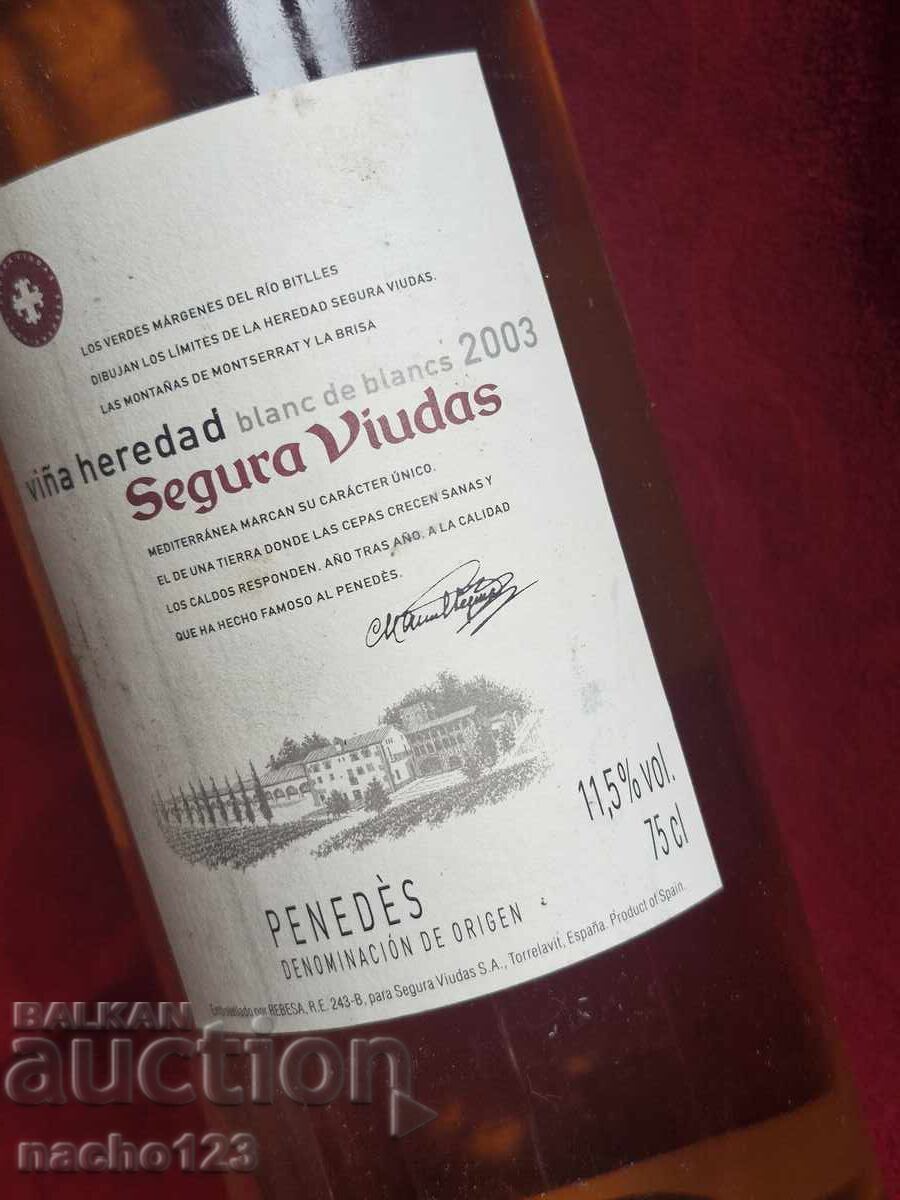 LOS VERDES MÁRGENES DEL RÍO BITLLES
DIBUJAN LOS LÍMITES DE LA HEREDAD SEGURA VIUDAS.
LAS MONTAÑAS DE MONTSERRAT Y LA BRISA
viña heredad blanc de blancs 2003
Segura Viudas
MEDITERRÁNEA MARCAN SU CARÁCTER ÚNICO.
EL DE UNA TIERRA DONDE LAS CEPAS CRECEN SANAS Y
LOS CALDOS RESPONDEN, AÑO TRAS AÑO, A LA CALIDAD
QUE HA HECHO FAMOSO AL PENEDÈS.
11,5% vol.
75 cl
PENEDÈS
DENOMINACIÓN DE ORIGEN
Embotellado por REBESA, R.E. 243-B, para Segura Viudas S.A., Torrelavit, España. Product of Spain.
BALKAN
auction
nacho123